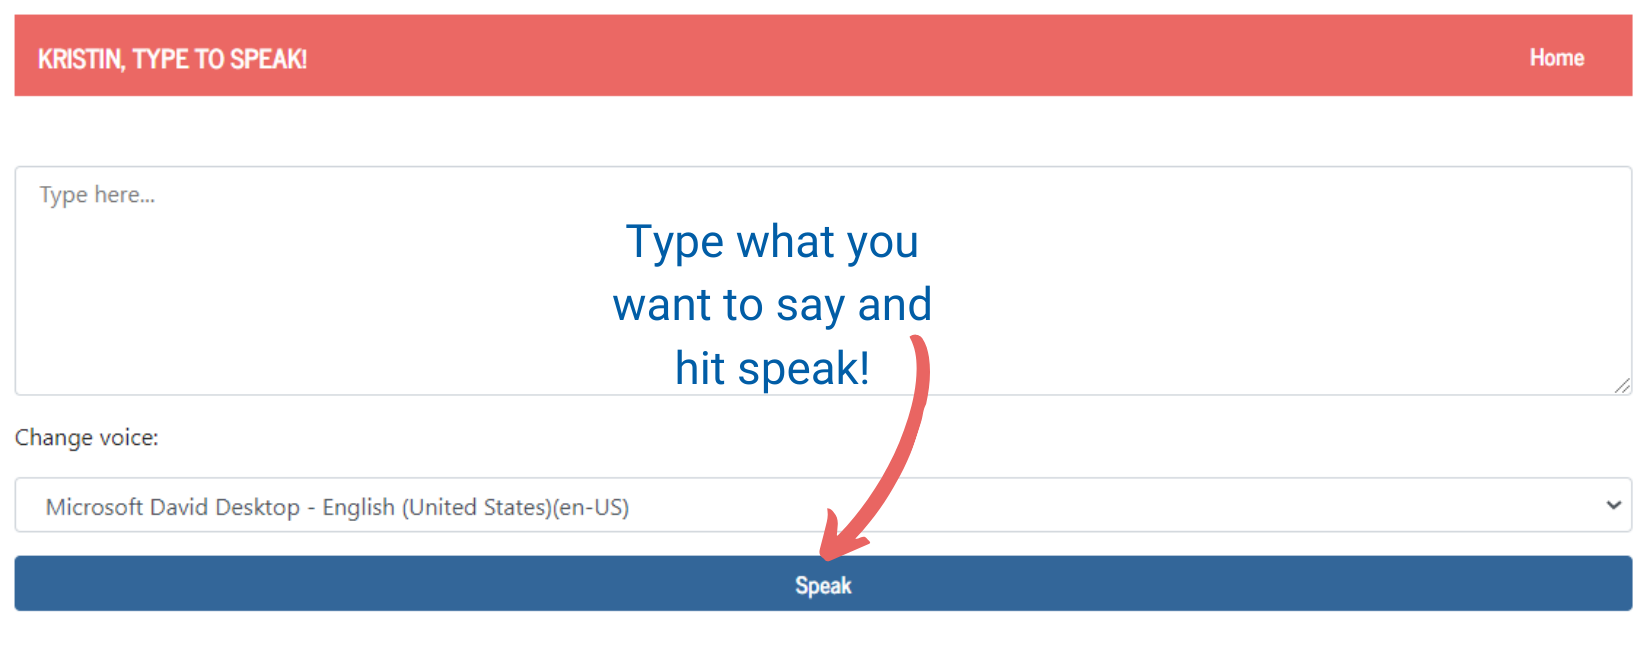 KRISTIN, TYPE TO SPEAK!
Home
Type here...
Type what you
want to say and
hit speak!
Change voice:
Microsoft David Desktop - English (United States)(en-US)
Speak